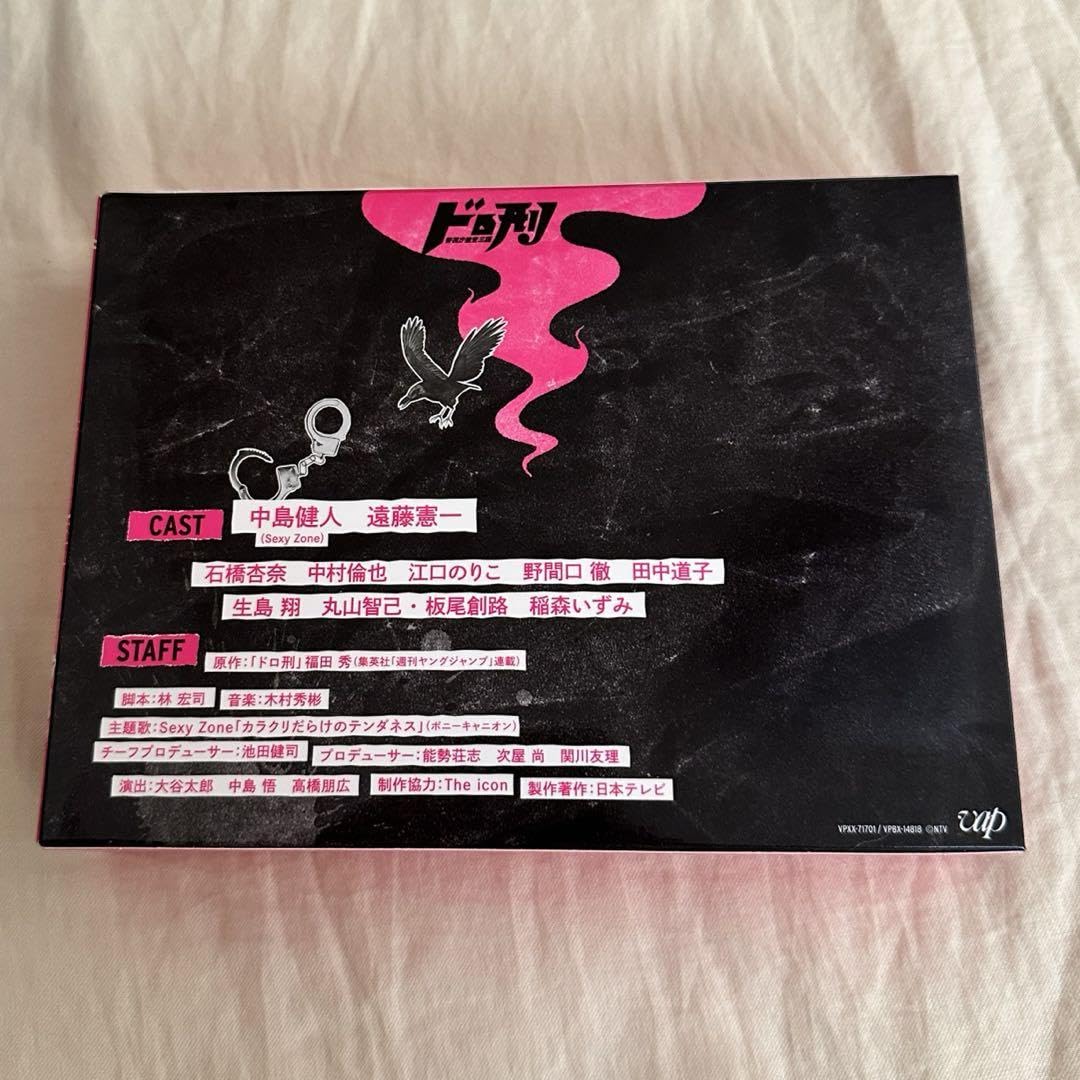 ドロ刑
警視庁捜査三課
CAST
中島健人 遠藤憲一
(Sexy Zone)
石橋杏奈 中村倫也 江口のりこ 野間口 徹 田中道子
生島 翔 丸山智己・板尾創路 稲森いずみ
STAFF
原作:「ドロ刑」福田 秀(集英社「週刊ヤングジャンプ」連載)
脚本:林 宏司 音楽:木村秀彬
主題歌:Sexy Zone「カラクリだらけのテンダネス」(ポニーキャニオン)
チーフプロデューサー:池田健司 プロデューサー:能勢荘志 次屋 尚 関川友理
演出:大谷太郎 中島 悟 高橋朋広 制作協力:The icon 製作著作:日本テレビ
VPXX-71701 / VPBX-14818 ©NTV vap